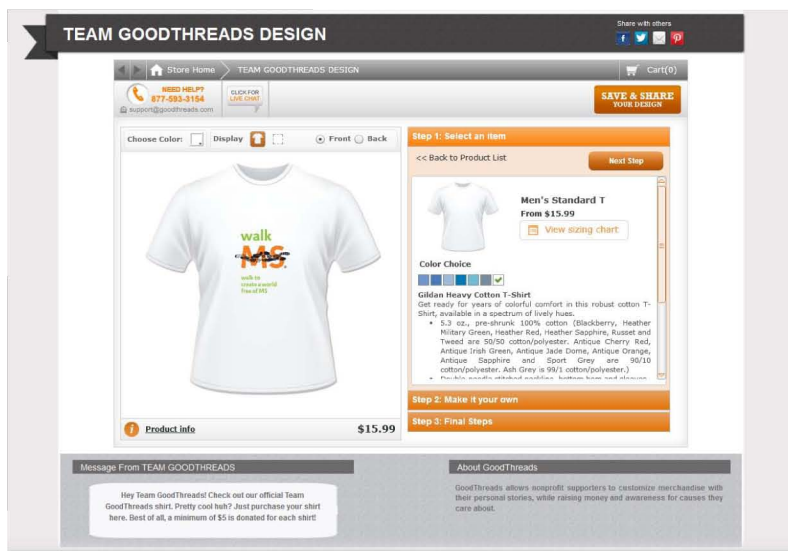 TEAM GOODTHREADS DESIGN
Share with others
Store Home
TEAM GOODTHREADS DESIGN
Cart(0)
NEED HELP?
877-593-3154
support@goodthreads.com
CLICK FOR
LIVE CHAT
SAVE & SHARE
YOUR DESIGN
Choose Color:
Display
Front
Back
walk
MS
walk to
create a world
free of MS
Product info
$15.99
Step 1: Select an item
<< Back to Product List
Next Step
Men's Standard T
From $15.99
View sizing chart
Color Choice
Gildan Heavy Cotton T-Shirt
Get ready for years of colorful comfort in this robust cotton T-
Shirt, available in a spectrum of lively hues.
• 5.3 oz., pre-shrunk 100% cotton (Blackberry, Heather
Military Green, Heather Red, Heather Sapphire, Russet and
Tweed are 50/50 cotton/polyester. Antique Cherry Red,
Antique Irish Green, Antique Jade Dome, Antique Orange,
Antique Sapphire and Sport Grey are 90/10
cotton/polyester. Ash Grey is 99/1 cotton/polyester.)
Step 2: Make it your own
Step 3: Final Steps
Message From TEAM GOODTHREADS
Hey Team GoodThreads! Check out our official Team
GoodThreads shirt. Pretty cool huh? Just purchase your shirt
here. Best of all, a minimum of $5 is donated for each shirt!
About GoodThreads
GoodThreads allows nonprofit supporters to customize merchandise with
their personal stories, while raising money and awareness for causes they
care about.